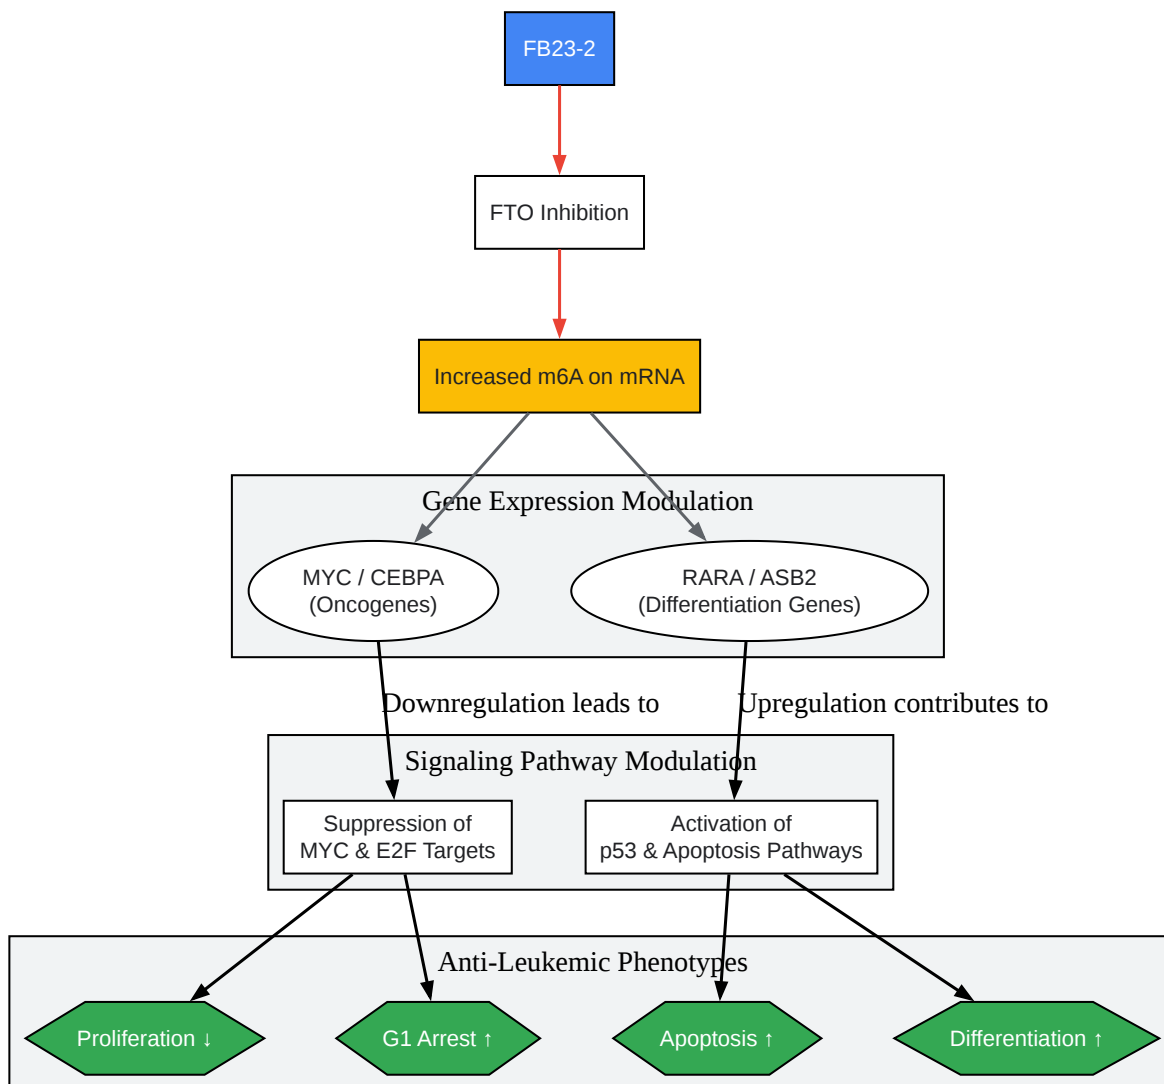 FB23-2
FTO Inhibition
Increased m6A on mRNA
Gene Expression Modulation
MYC / CEBPA
(Oncogenes)
RARA / ASB2
(Differentiation Genes)
Downregulation leads to
Upregulation contributes to
Signaling Pathway Modulation
Suppression of
MYC & E2F Targets
Activation of
p53 & Apoptosis Pathways
Anti-Leukemic Phenotypes
Proliferation ↓
G1 Arrest ↑
Apoptosis ↑
Differentiation ↑